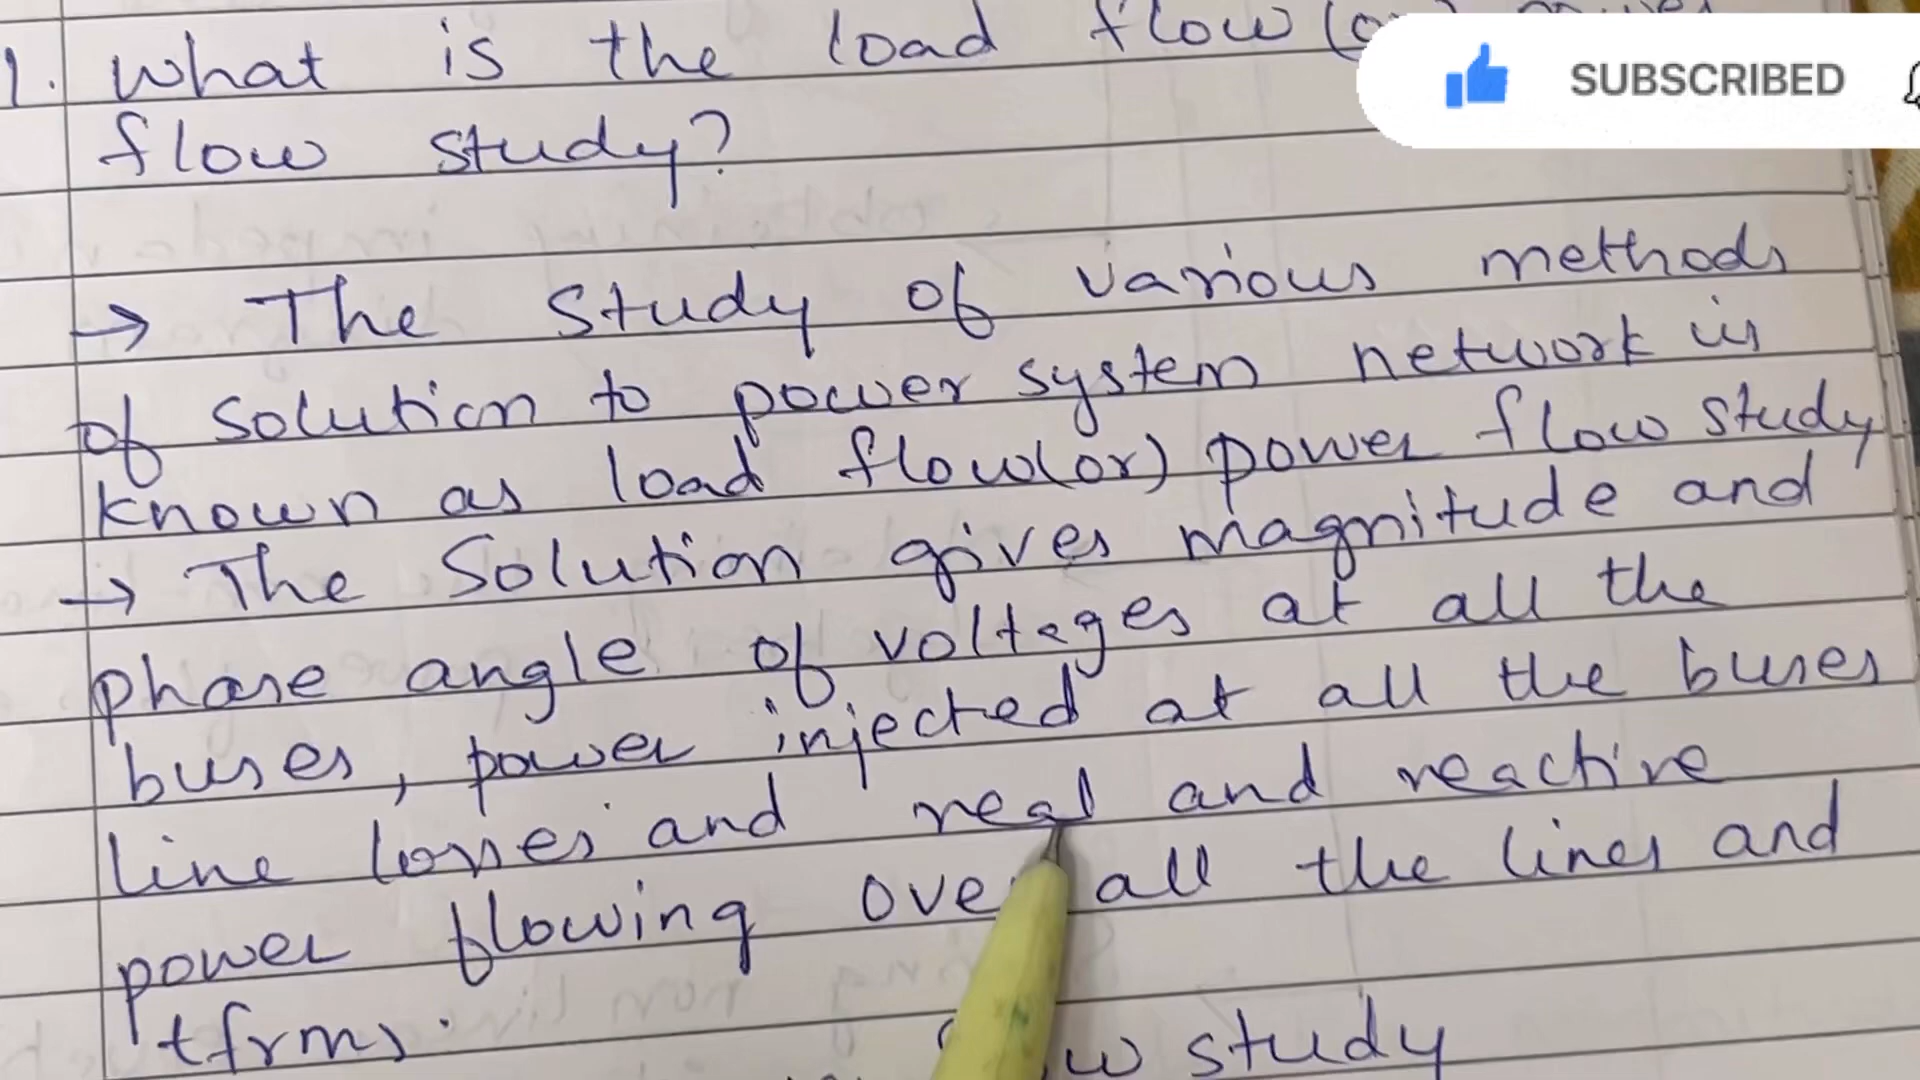 1. What is the load flow (or) power
flow study?
SUBSCRIBED
→ The study of various methods
of solution to power system network is
known as load flow(or) power flow study
→ The Solution gives magnitude and
phase angle of voltages at all the
buses, power injected at all the buses
line losses and real and reactive
power flowing over all the lines and
tfrms.
study